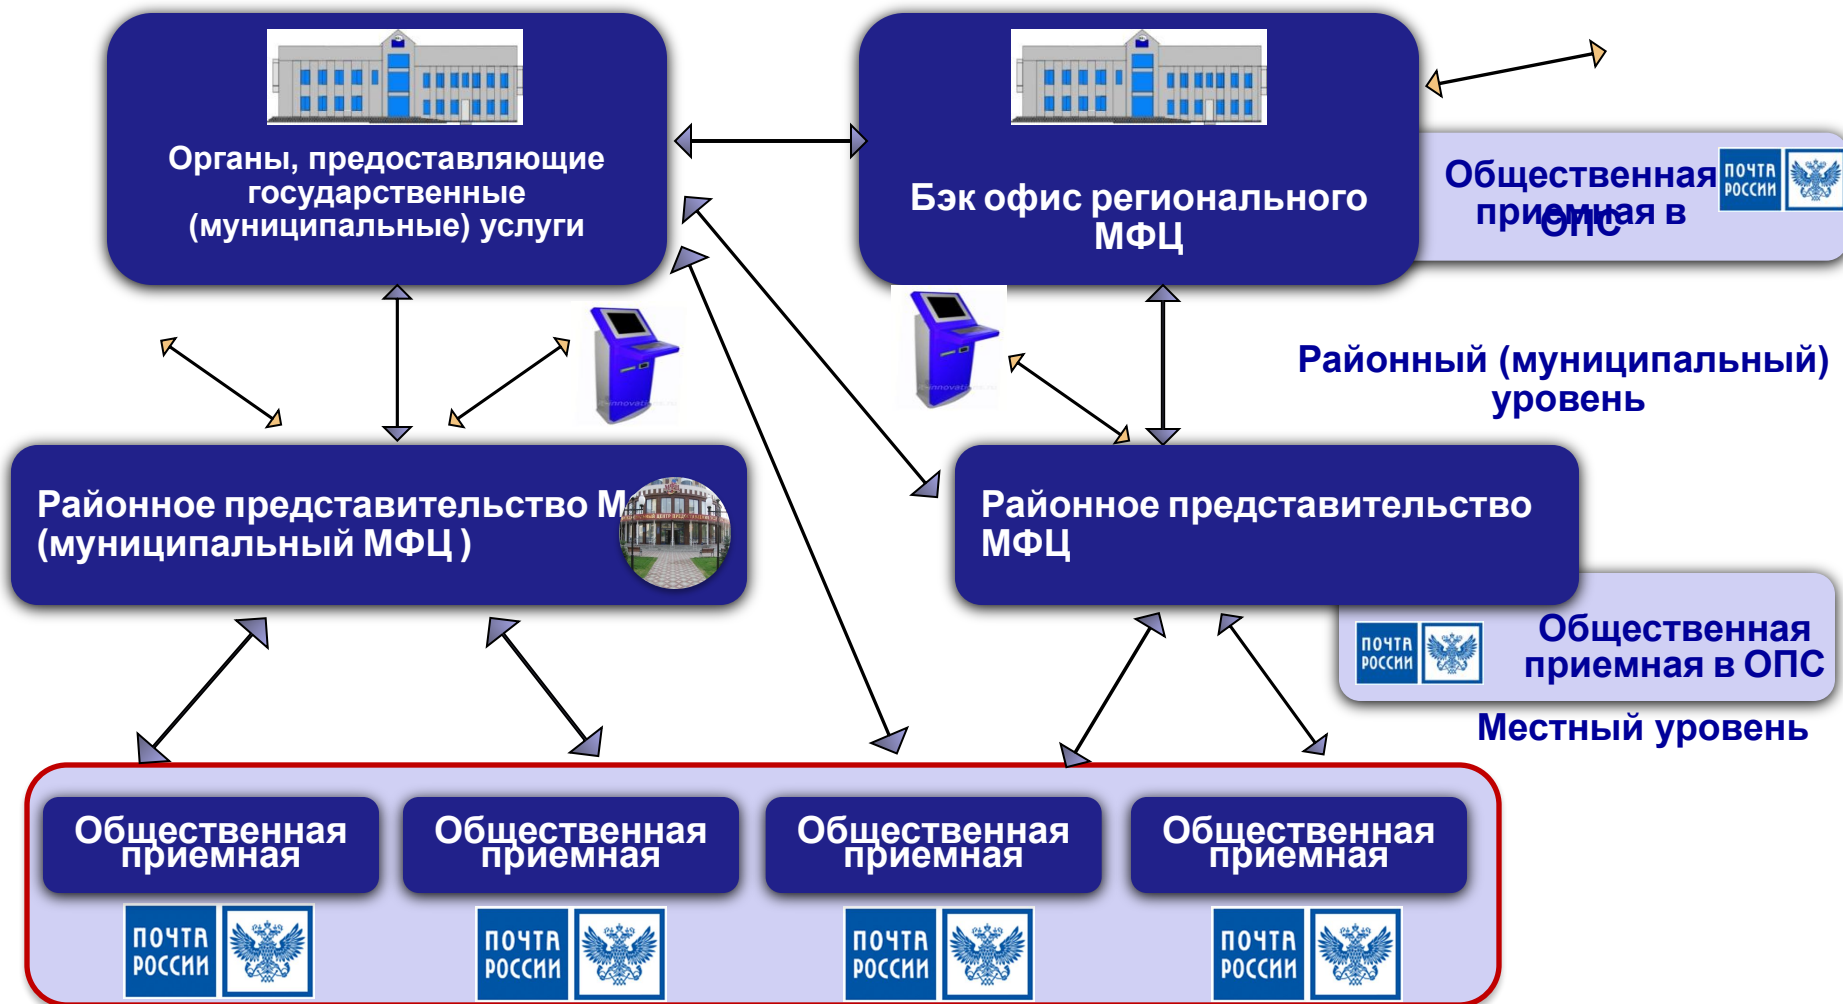 Органы, предоставляющие
государственные
(муниципальные) услуги
Бэк офис регионального
МФЦ
Общественная
приемная в
ОПС
ПОЧТА
РОССИИ
Районный (муниципальный)
уровень
Районное представительство М
(муниципальный МФЦ )
Районное представительство
МФЦ
ПОЧТА
РОССИИ
Общественная
приемная в ОПС
Местный уровень
Общественная
приемная
Общественная
приемная
Общественная
приемная
Общественная
приемная
ПОЧТА
РОССИИ
ПОЧТА
РОССИИ
ПОЧТА
РОССИИ
ПОЧТА
РОССИИ